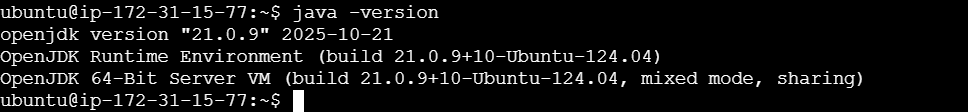 ubuntu@ip-172-31-15-77:~$ java -version
openjdk version "21.0.9" 2025-10-21
OpenJDK Runtime Environment (build 21.0.9+10-Ubuntu-124.04)
OpenJDK 64-Bit Server VM (build 21.0.9+10-Ubuntu-124.04, mixed mode, sharing)
ubuntu@ip-172-31-15-77:~$